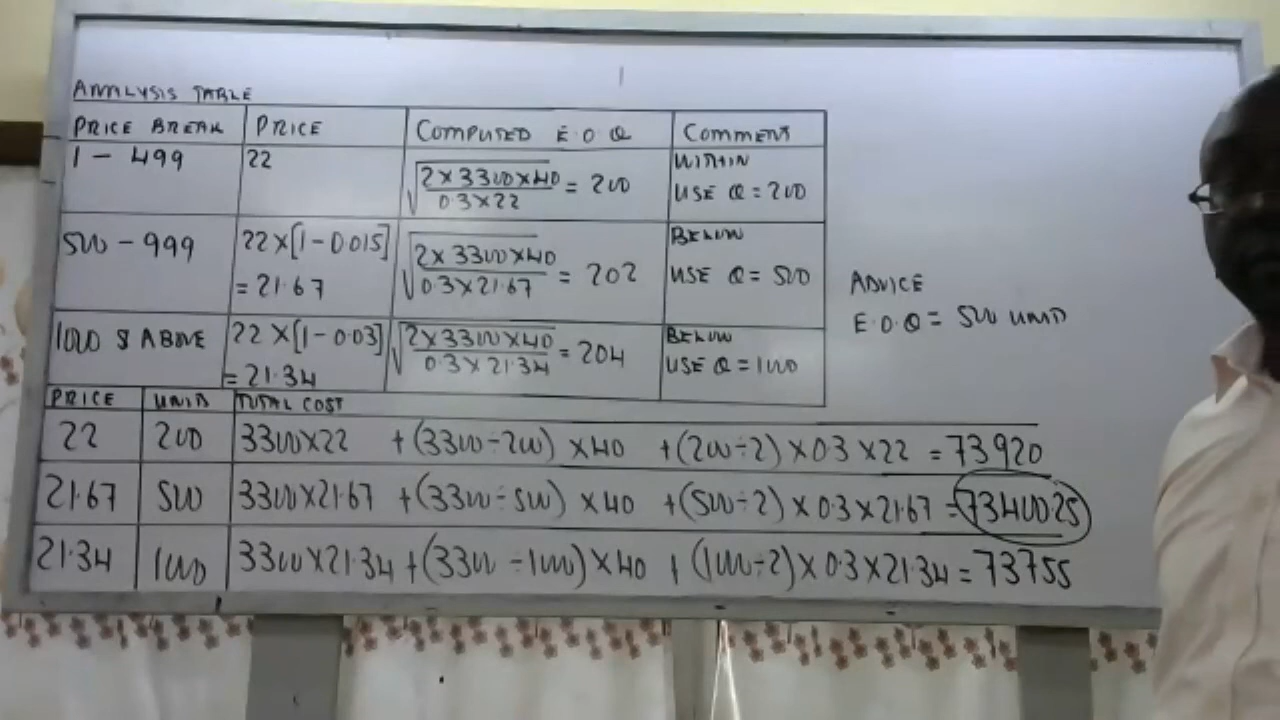 ANALYSIS TABLE
PRICE BREAK PRICE COMPUTED E.O.Q COMMENT
1 - 499 22 √(2 × 3300 × 40 / 0.3 × 22) = 200 WITHIN
USE Q = 200
500 - 999 22 × [1 - 0.015] √(2 × 3300 × 40 / 0.3 × 21.67) = 202 BELOW
= 21.67 USE Q = 500
1000 & ABOVE 22 × [1 - 0.03] √(2 × 3300 × 40 / 0.3 × 21.34) = 204 BELOW
= 21.34 USE Q = 1000
ADVICE
E.O.Q = 500 UNITS
PRICE UNITS TOTAL COST
22 200 3300 × 22 + (3300 ÷ 200) × 40 + (200 ÷ 2) × 0.3 × 22 = 73920
21.67 500 3300 × 21.67 + (3300 ÷ 500) × 40 + (500 ÷ 2) × 0.3 × 21.67 = 73400.25
21.34 1000 3300 × 21.34 + (3300 ÷ 1000) × 40 + (1000 ÷ 2) × 0.3 × 21.34 = 73755